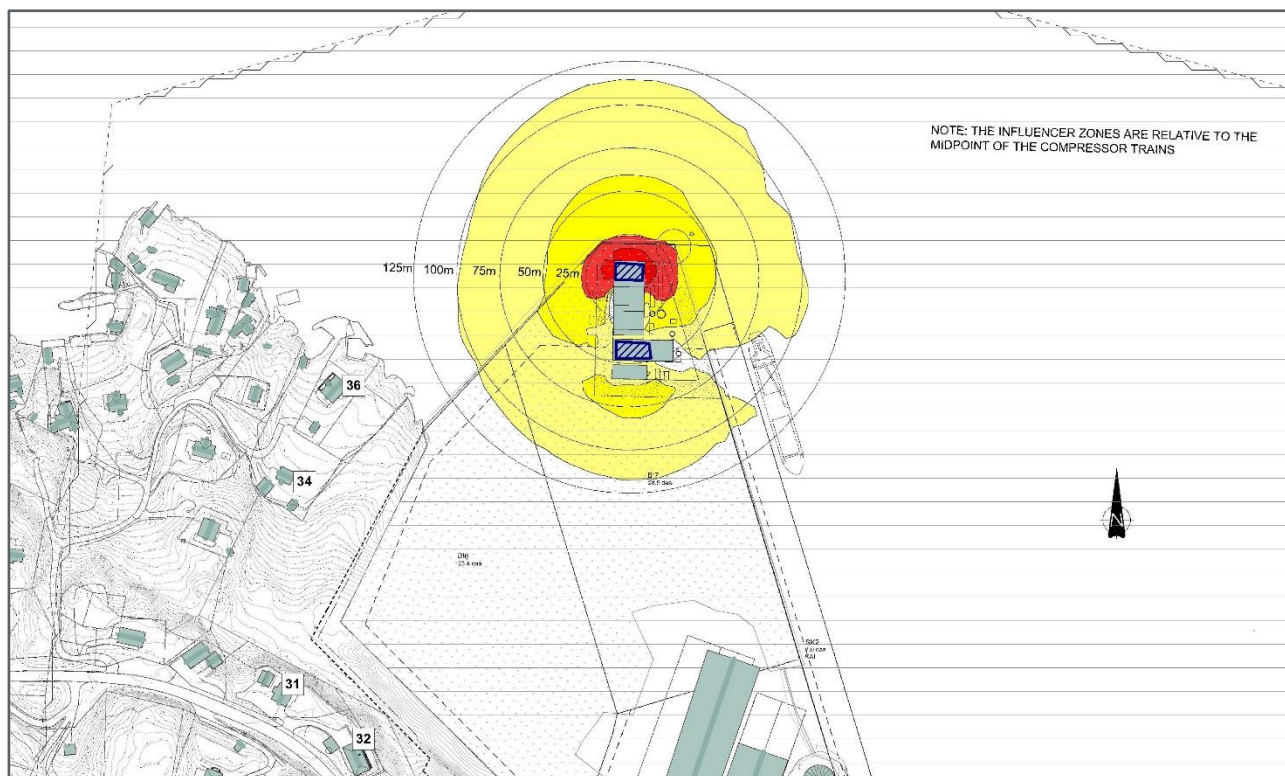 NOTE: THE INFLUENCER ZONES ARE RELATIVE TO THE
MIDPOINT OF THE COMPRESSOR TRAINS
125m 100m 75m 50m 25m
36
34
N
31
32